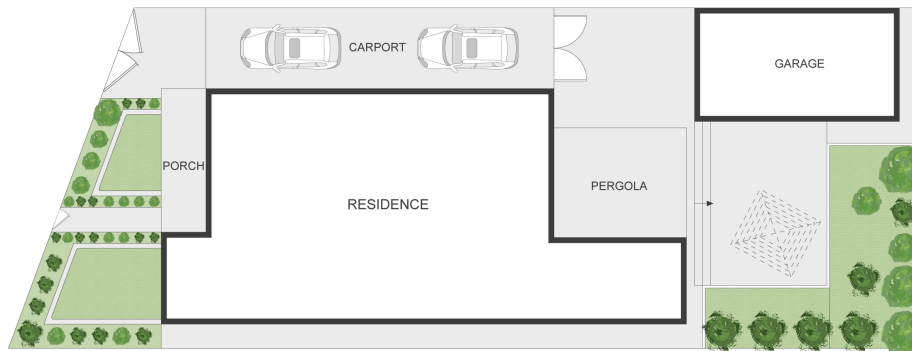 CARPORT
GARAGE
PORCH
PERGOLA
RESIDENCE